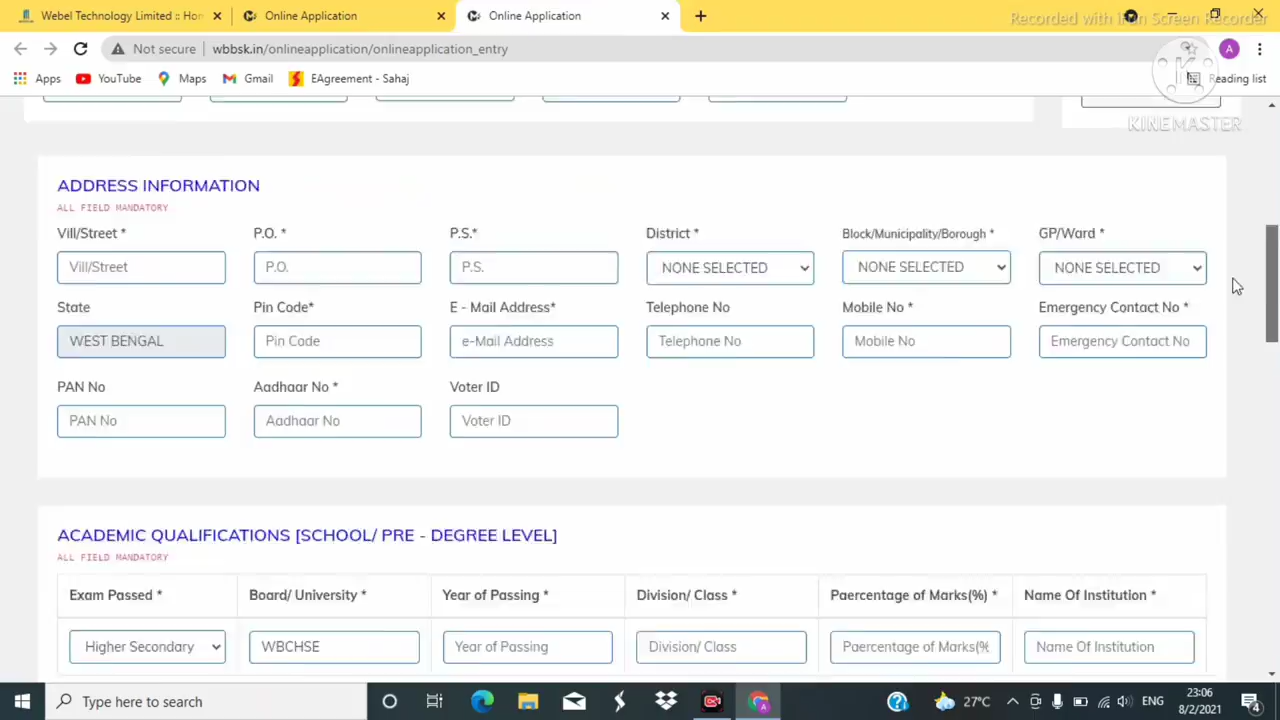 Webel Technology Limited :: Hon
Online Application
Online Application
Recorded with iTop Screen Recorder
Not secure
wbbsk.in/onlineapplication/onlineapplication_entry
A
Apps
YouTube
Maps
Gmail
EAgreement - Sahaj
Reading list
KINEMASTER
ADDRESS INFORMATION
ALL FIELD MANDATORY
Vill/Street * P.O. * P.S.* District * Block/Municipality/Borough * GP/Ward *
Vill/Street P.O. P.S. NONE SELECTED NONE SELECTED NONE SELECTED
State Pin Code* E - Mail Address* Telephone No Mobile No * Emergency Contact No *
WEST BENGAL Pin Code e-Mail Address Telephone No Mobile No Emergency Contact No
PAN No Aadhaar No * Voter ID
PAN No Aadhaar No Voter ID
ACADEMIC QUALIFICATIONS [SCHOOL/ PRE - DEGREE LEVEL]
ALL FIELD MANDATORY
Exam Passed * Board/ University * Year of Passing * Division/ Class * Paercentage of Marks(%) * Name Of Institution *
Higher Secondary WBCHSE Year of Passing Division/ Class Paercentage of Marks(% Name Of Institution
Type here to search
27°C
ENG
23:06
8/2/2021
4